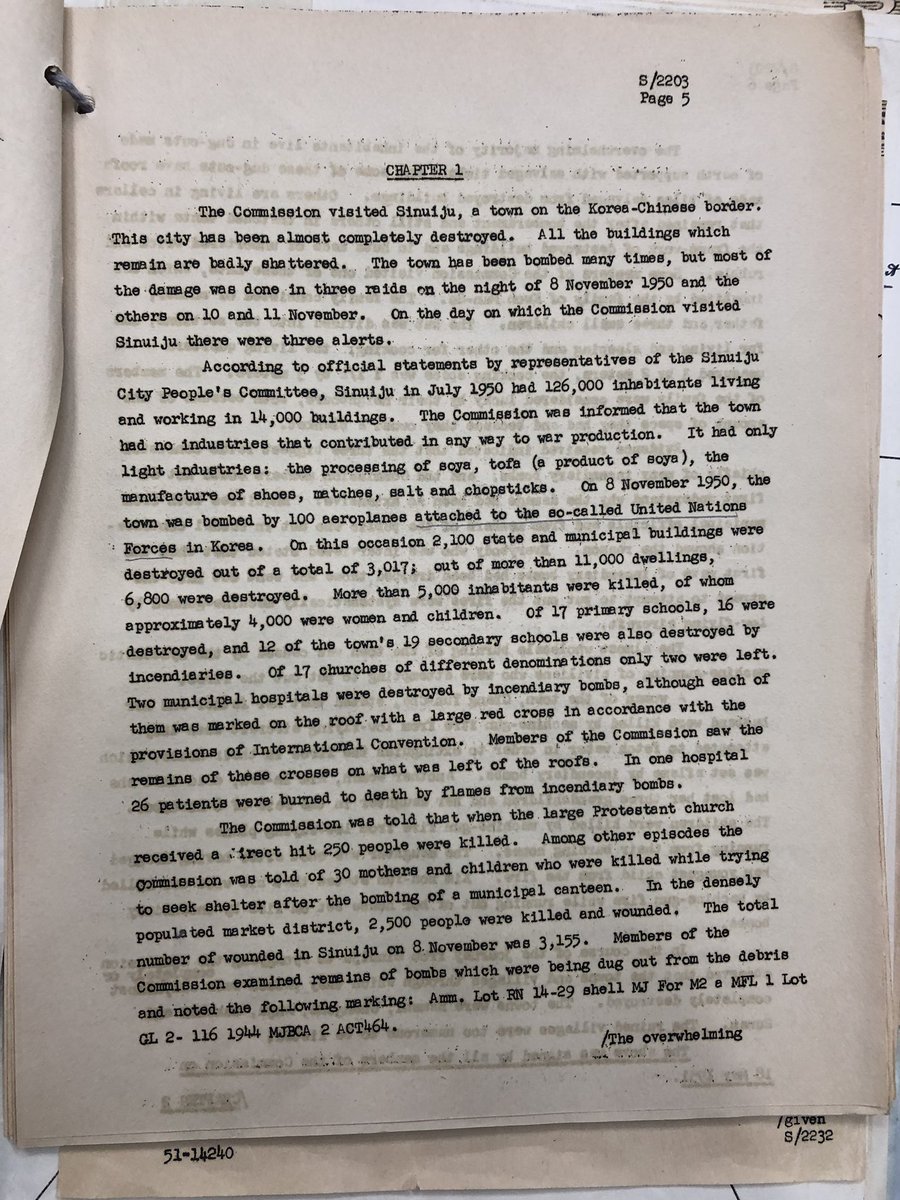 S/2203
Page 5
CHAPTER 1
The Commission visited Sinuiju, a town on the Korea-Chinese border.
This city has been almost completely destroyed. All the buildings which
remain are badly shattered. The town has been bombed many times, but most of
the damage was done in three raids on the night of 8 November 1950 and the
others on 10 and 11 November. On the day on which the Commission visited
Sinuiju there were three alerts.
According to official statements by representatives of the Sinuiju
City People's Committee, Sinuiju in July 1950 had 126,000 inhabitants living
and working in 14,000 buildings. The Commission was informed that the town
had no industries that contributed in any way to war production. It had only
light industries: the processing of soya, tofa (a product of soya), the
manufacture of shoes, matches, salt and chopsticks. On 8 November 1950, the
town was bombed by 100 aeroplanes attached to the so-called United Nations
Forces in Korea. On this occasion 2,100 state and municipal buildings were
destroyed out of a total of 3,017; out of more than 11,000 dwellings,
6,800 were destroyed. More than 5,000 inhabitants were killed, of whom
approximately 4,000 were women and children. Of 17 primary schools, 16 were
destroyed, and 12 of the town's 19 secondary schools were also destroyed by
incendiaries. Of 17 churches of different denominations only two were left.
Two municipal hospitals were destroyed by incendiary bombs, although each of
them was marked on the roof with a large red cross in accordance with the
provisions of International Convention. Members of the Commission saw the
remains of these crosses on what was left of the roofs. In one hospital
26 patients were burned to death by flames from incendiary bombs.
The Commission was told that when the large Protestant church
received a direct hit 250 people were killed. Among other episodes the
Commission was told of 30 mothers and children who were killed while trying
to seek shelter after the bombing of a municipal canteen. In the densely
populated market district, 2,500 people were killed and wounded. The total
number of wounded in Sinuiju on 8 November was 3,155. Members of the
Commission examined remains of bombs which were being dug out from the debris
and noted the following marking: Amm. Lot RN 14-29 shell MJ For M2 a MFL 1 Lot
GL 2- 116 1944 MJBCA 2 ACT464.
/The overwhelming
/given
S/2232
51-14240